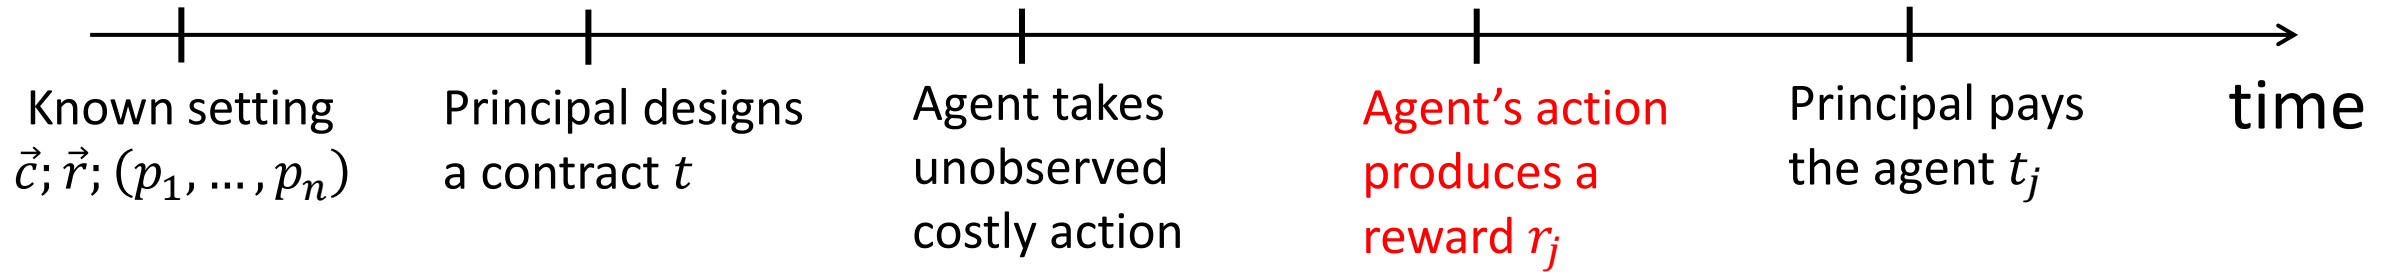 Known setting
c⃗; r⃗; (p₁, …, pₙ)
Principal designs
a contract t
Agent takes
unobserved
costly action
Agent's action
produces a
reward rⱼ
Principal pays
the agent tⱼ
time